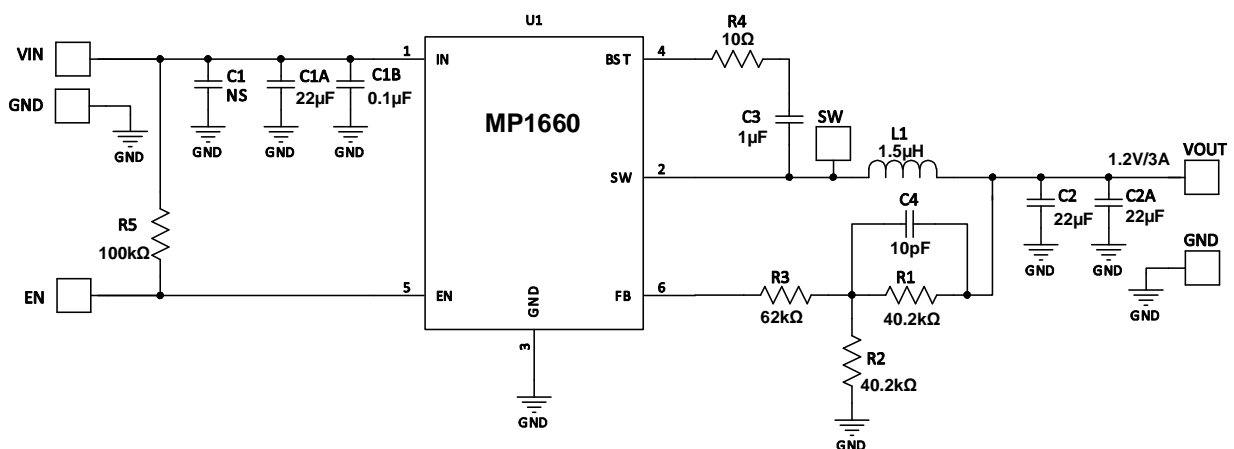 U1
VIN
GND
GND
C1
NS
GND
C1A
22µF
GND
C1B
0.1µF
GND
1
IN
BST
4
R4
10Ω
MP1660
C3
1µF
SW
L1
1.5µH
1.2V/3A
VOUT
SW
2
C2
22µF
GND
C2A
22µF
GND
GND
GND
R5
100kΩ
C4
10pF
EN
5
EN
GND
3
GND
FB
6
R3
62kΩ
R1
40.2kΩ
R2
40.2kΩ
GND